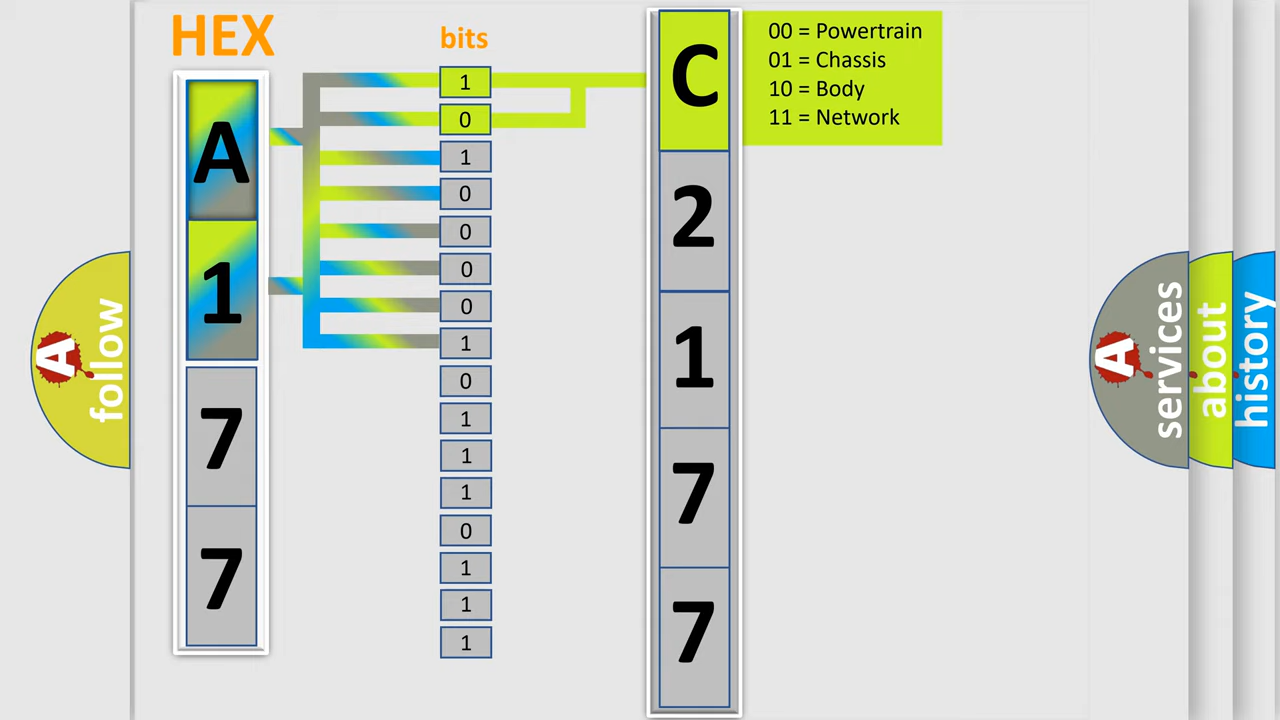 HEX
bits
A
1
7
7
1
0
1
0
0
0
0
1
0
1
1
1
0
1
1
1
C
2
1
7
7
00 = Powertrain
01 = Chassis
10 = Body
11 = Network
A
follow
A
services
about
history